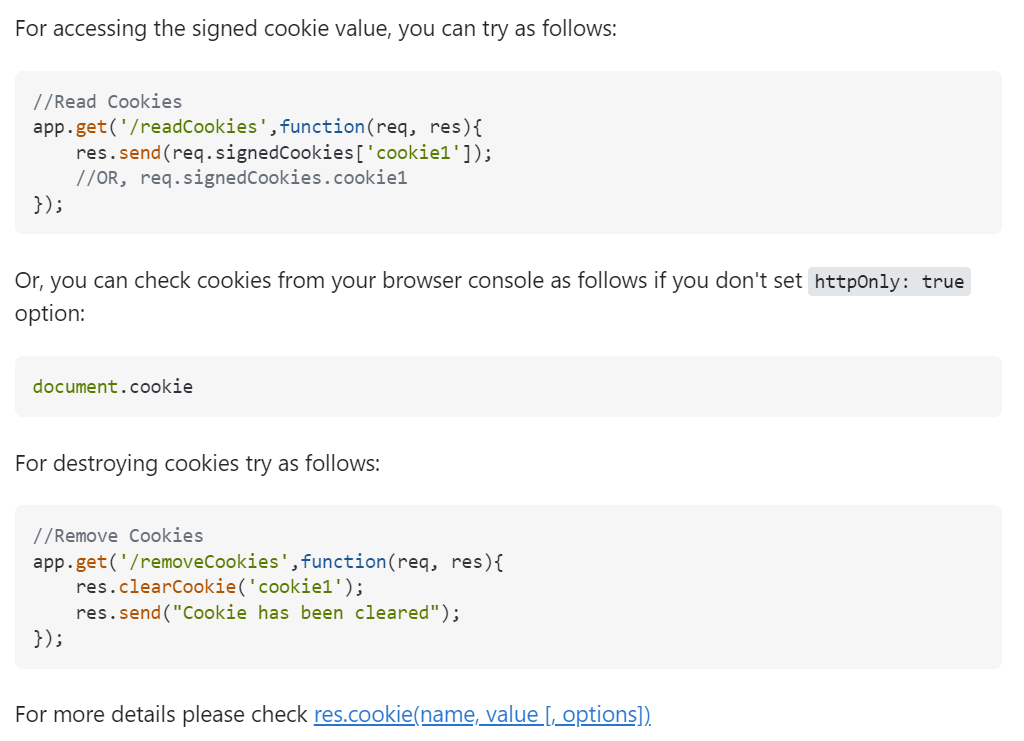 For accessing the signed cookie value, you can try as follows:
//Read Cookies
app.get('/readCookies',function(req, res){
    res.send(req.signedCookies['cookie1']);
    //OR, req.signedCookies.cookie1
});
Or, you can check cookies from your browser console as follows if you don't set httpOnly: true
option:
document.cookie
For destroying cookies try as follows:
//Remove Cookies
app.get('/removeCookies',function(req, res){
    res.clearCookie('cookie1');
    res.send("Cookie has been cleared");
});
For more details please check res.cookie(name, value [, options])